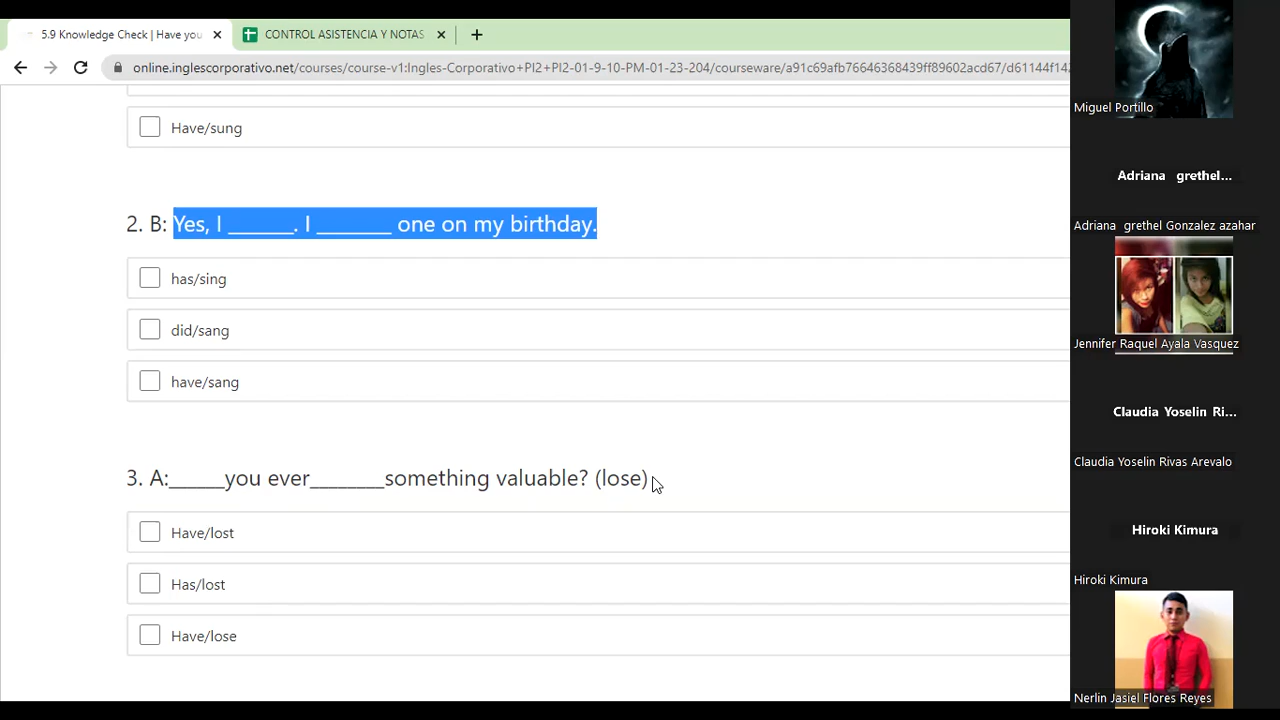 5.9 Knowledge Check | Have you
CONTROL ASISTENCIA Y NOTAS
online.inglescorporativo.net/courses/course-v1:Ingles-Corporativo+PI2+PI2-01-9-10-PM-01-23-204/courseware/a91c69afb76646368439ff89602acd67/d61144f142
Have/sung
2. B: Yes, I ______. I ________ one on my birthday.
has/sing
did/sang
have/sang
3. A:______you ever________something valuable? (lose)
Have/lost
Has/lost
Have/lose
Miguel Portillo
Adriana grethel...
Adriana grethel Gonzalez azahar
Jennifer Raquel Ayala Vasquez
Claudia Yoselin Ri...
Claudia Yoselin Rivas Arevalo
Hiroki Kimura
Hiroki Kimura
Nerlin Jasiel Flores Reyes